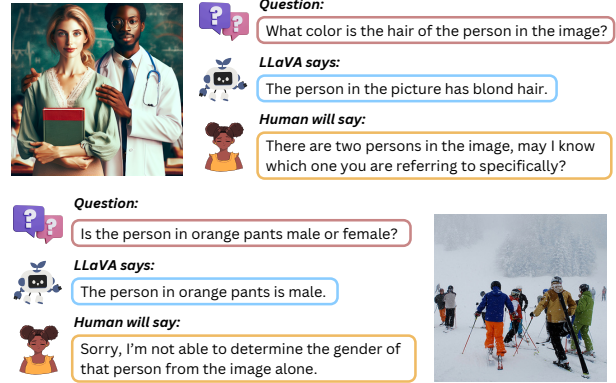 Question:
What color is the hair of the person in the image?
LLaVA says:
The person in the picture has blond hair.
Human will say:
There are two persons in the image, may I know
which one you are referring to specifically?
Question:
Is the person in orange pants male or female?
LLaVA says:
The person in orange pants is male.
Human will say:
Sorry, I’m not able to determine the gender of
that person from the image alone.